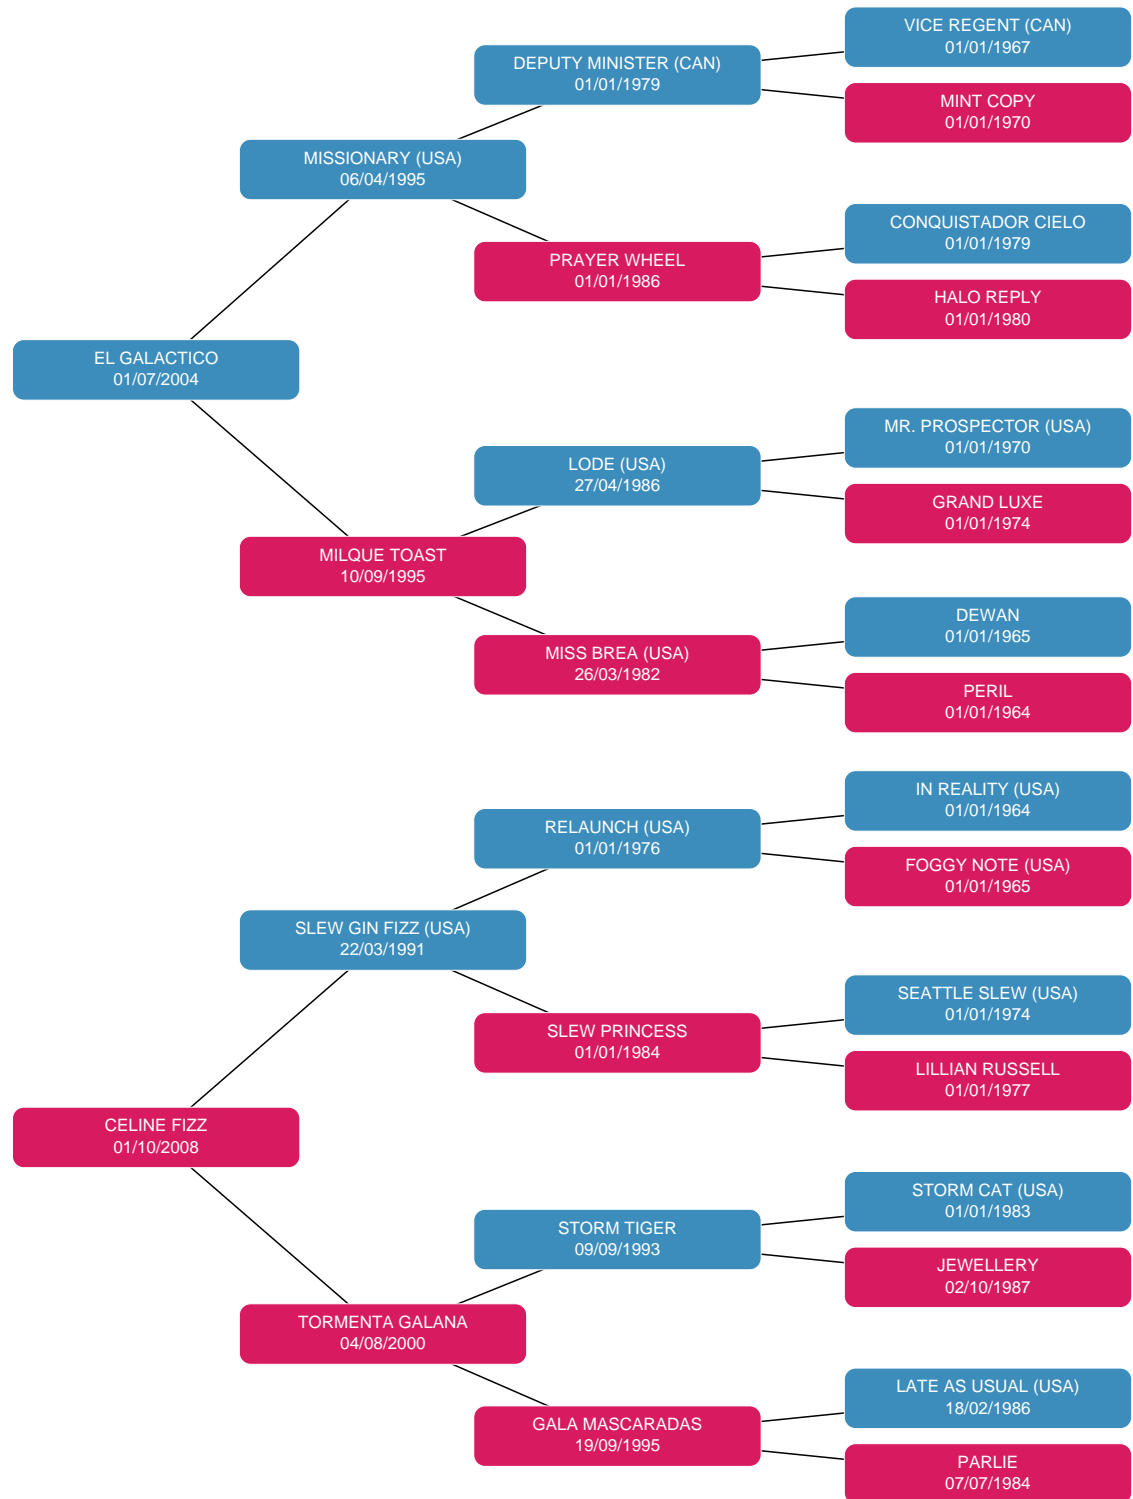 VICE REGENT (CAN)
01/01/1967
DEPUTY MINISTER (CAN)
01/01/1979
MINT COPY
01/01/1970
MISSIONARY (USA)
06/04/1995
CONQUISTADOR CIELO
01/01/1979
PRAYER WHEEL
01/01/1986
HALO REPLY
01/01/1980
EL GALACTICO
01/07/2004
MR. PROSPECTOR (USA)
01/01/1970
LODE (USA)
27/04/1986
GRAND LUXE
01/01/1974
MILQUE TOAST
10/09/1995
DEWAN
01/01/1965
MISS BREA (USA)
26/03/1982
PERIL
01/01/1964
IN REALITY (USA)
01/01/1964
RELAUNCH (USA)
01/01/1976
FOGGY NOTE (USA)
01/01/1965
SLEW GIN FIZZ (USA)
22/03/1991
SEATTLE SLEW (USA)
01/01/1974
SLEW PRINCESS
01/01/1984
LILLIAN RUSSELL
01/01/1977
CELINE FIZZ
01/10/2008
STORM CAT (USA)
01/01/1983
STORM TIGER
09/09/1993
JEWELLERY
02/10/1987
TORMENTA GALANA
04/08/2000
LATE AS USUAL (USA)
18/02/1986
GALA MASCARADAS
19/09/1995
PARLIE
07/07/1984